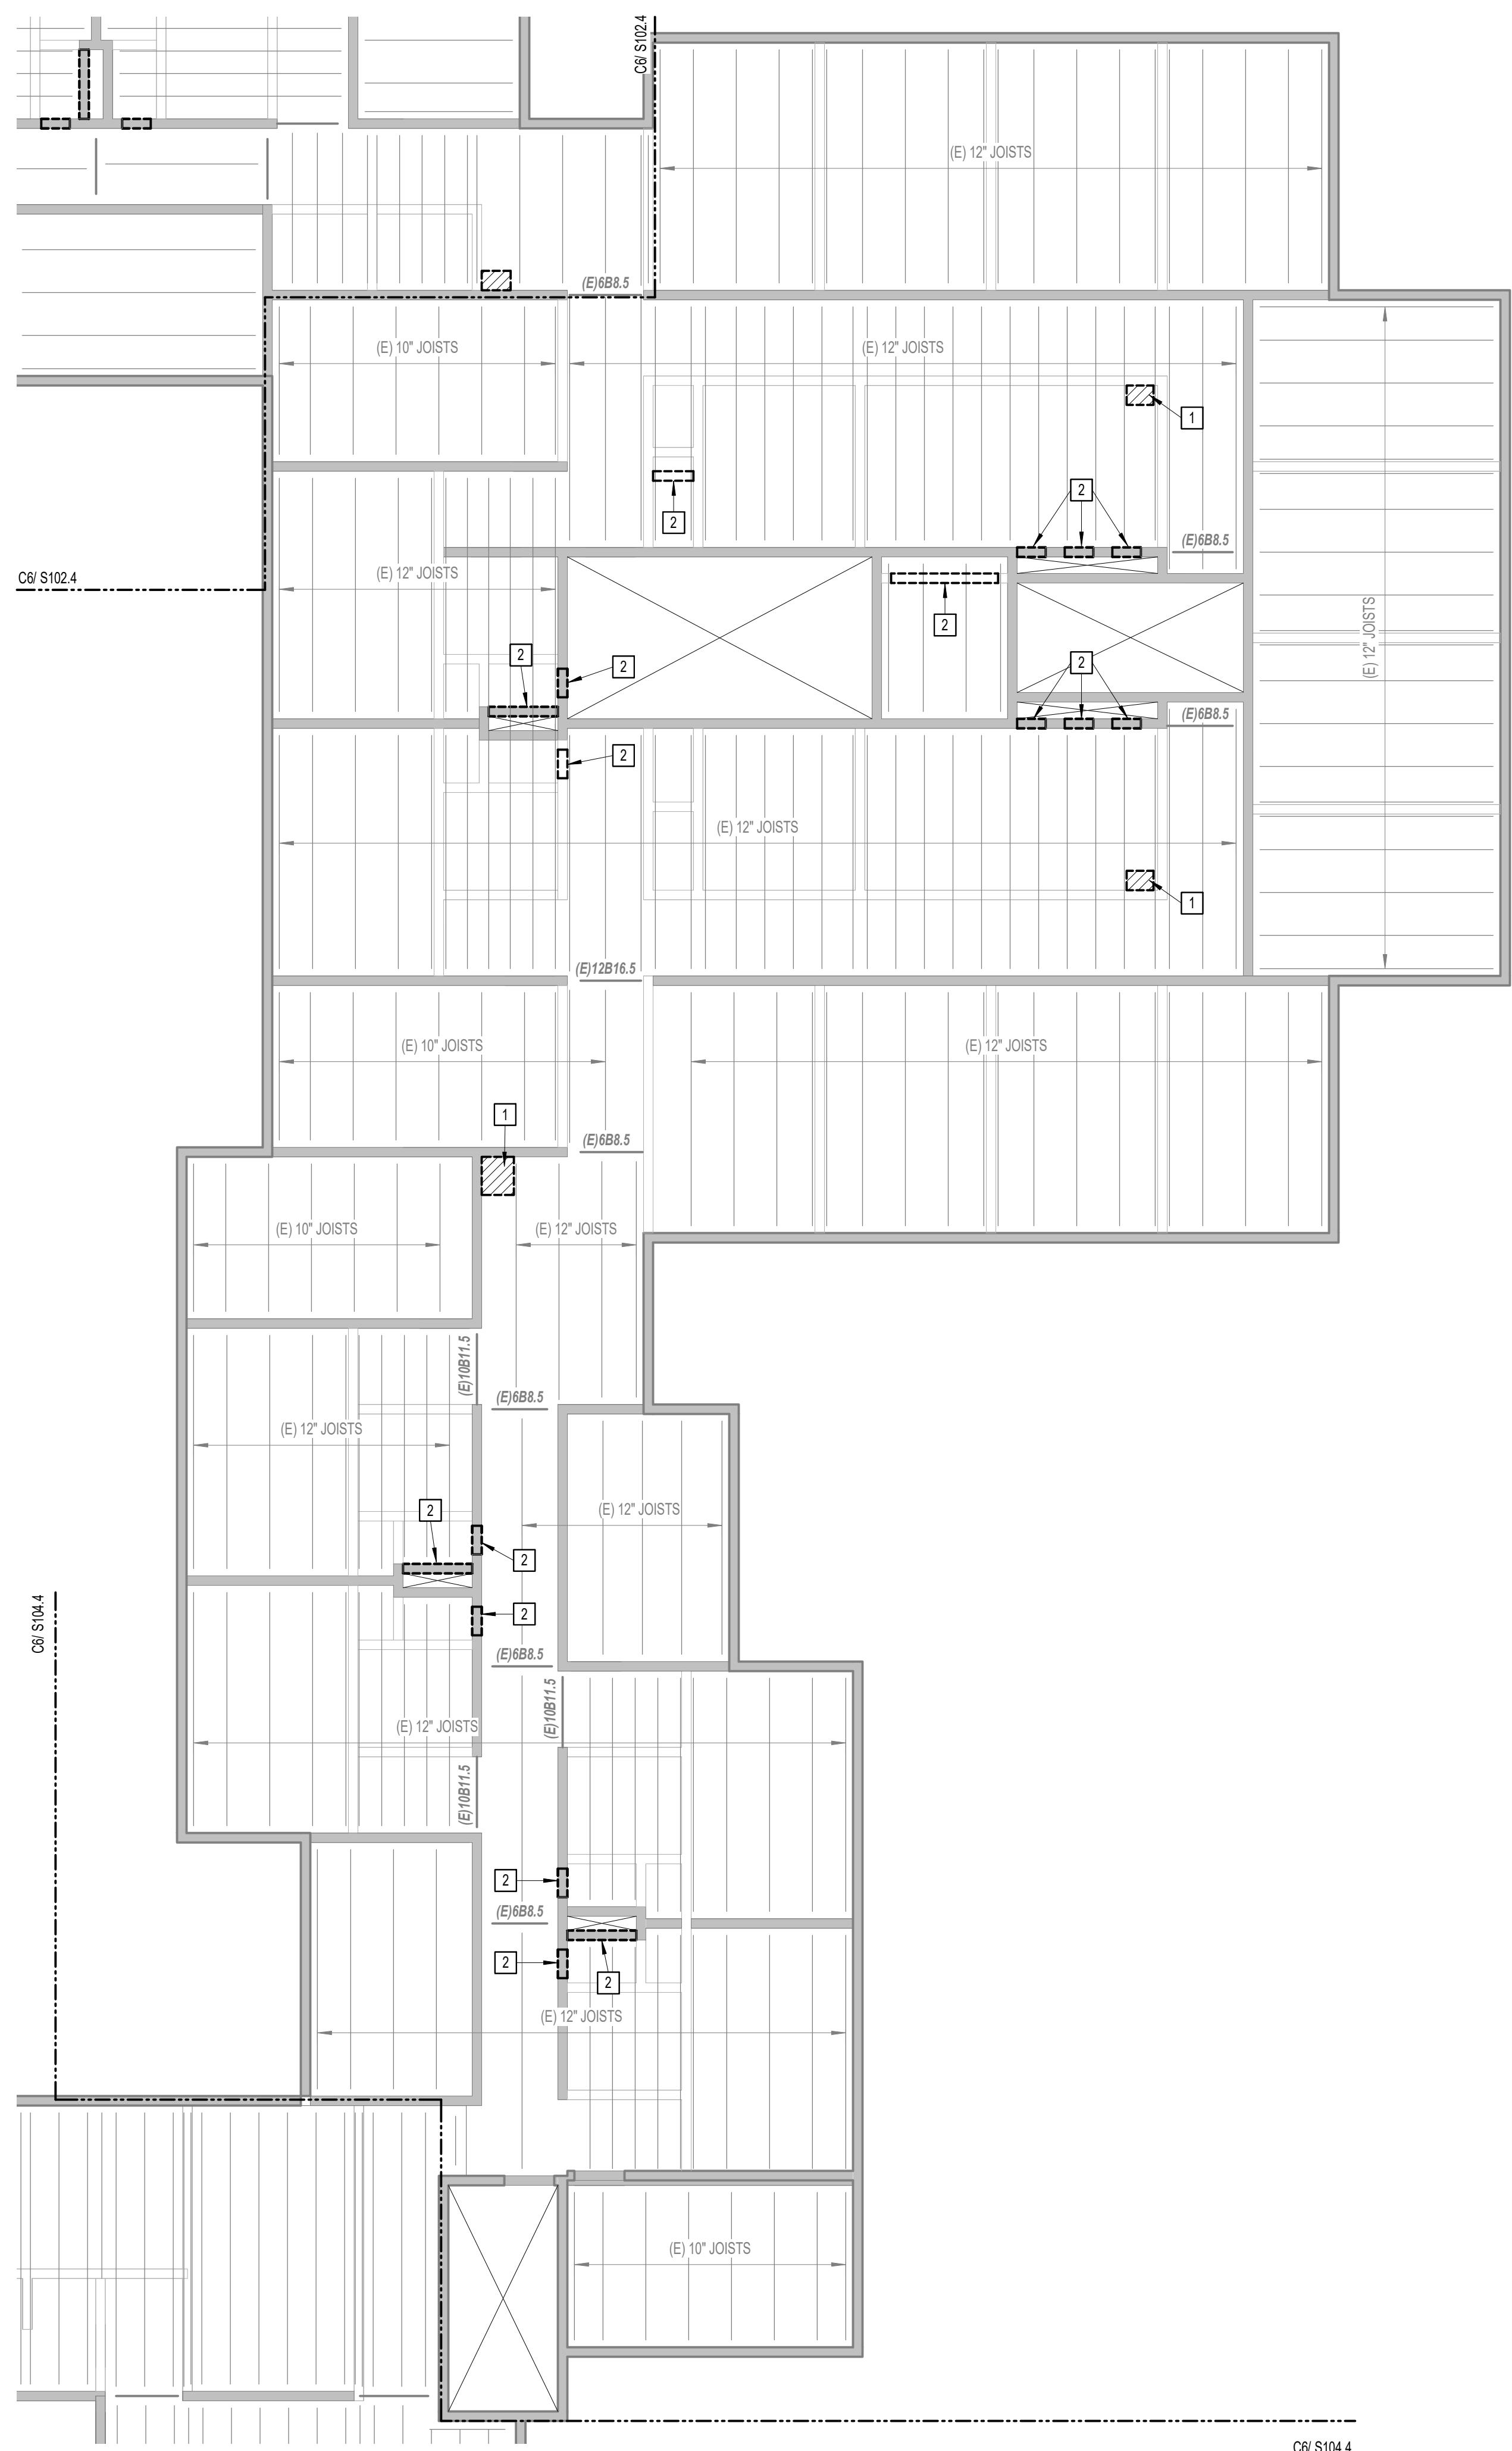 C6/ S102.4
(E) 12" JOISTS
(E)6B8.5
(E) 10" JOISTS
(E) 12" JOISTS
1
2
2
(E)6B8.5
(E) 12" JOISTS
C6/ S102.4
(E) 12" JOISTS
2
2
2
2
(E)6B8.5
2
(E) 12" JOISTS
1
(E)12B16.5
(E) 10" JOISTS
(E) 12" JOISTS
1
(E)6B8.5
(E) 10" JOISTS
(E) 12" JOISTS
(E)10B11.5
(E)6B8.5
(E) 12" JOISTS
2
(E) 12" JOISTS
2
C6/ S104.4
2
(E)6B8.5
(E)10B11.5
(E) 12" JOISTS
(E)10B11.5
2
(E)6B8.5
2
2
(E) 12" JOISTS
(E) 10" JOISTS
C6/ S104.4